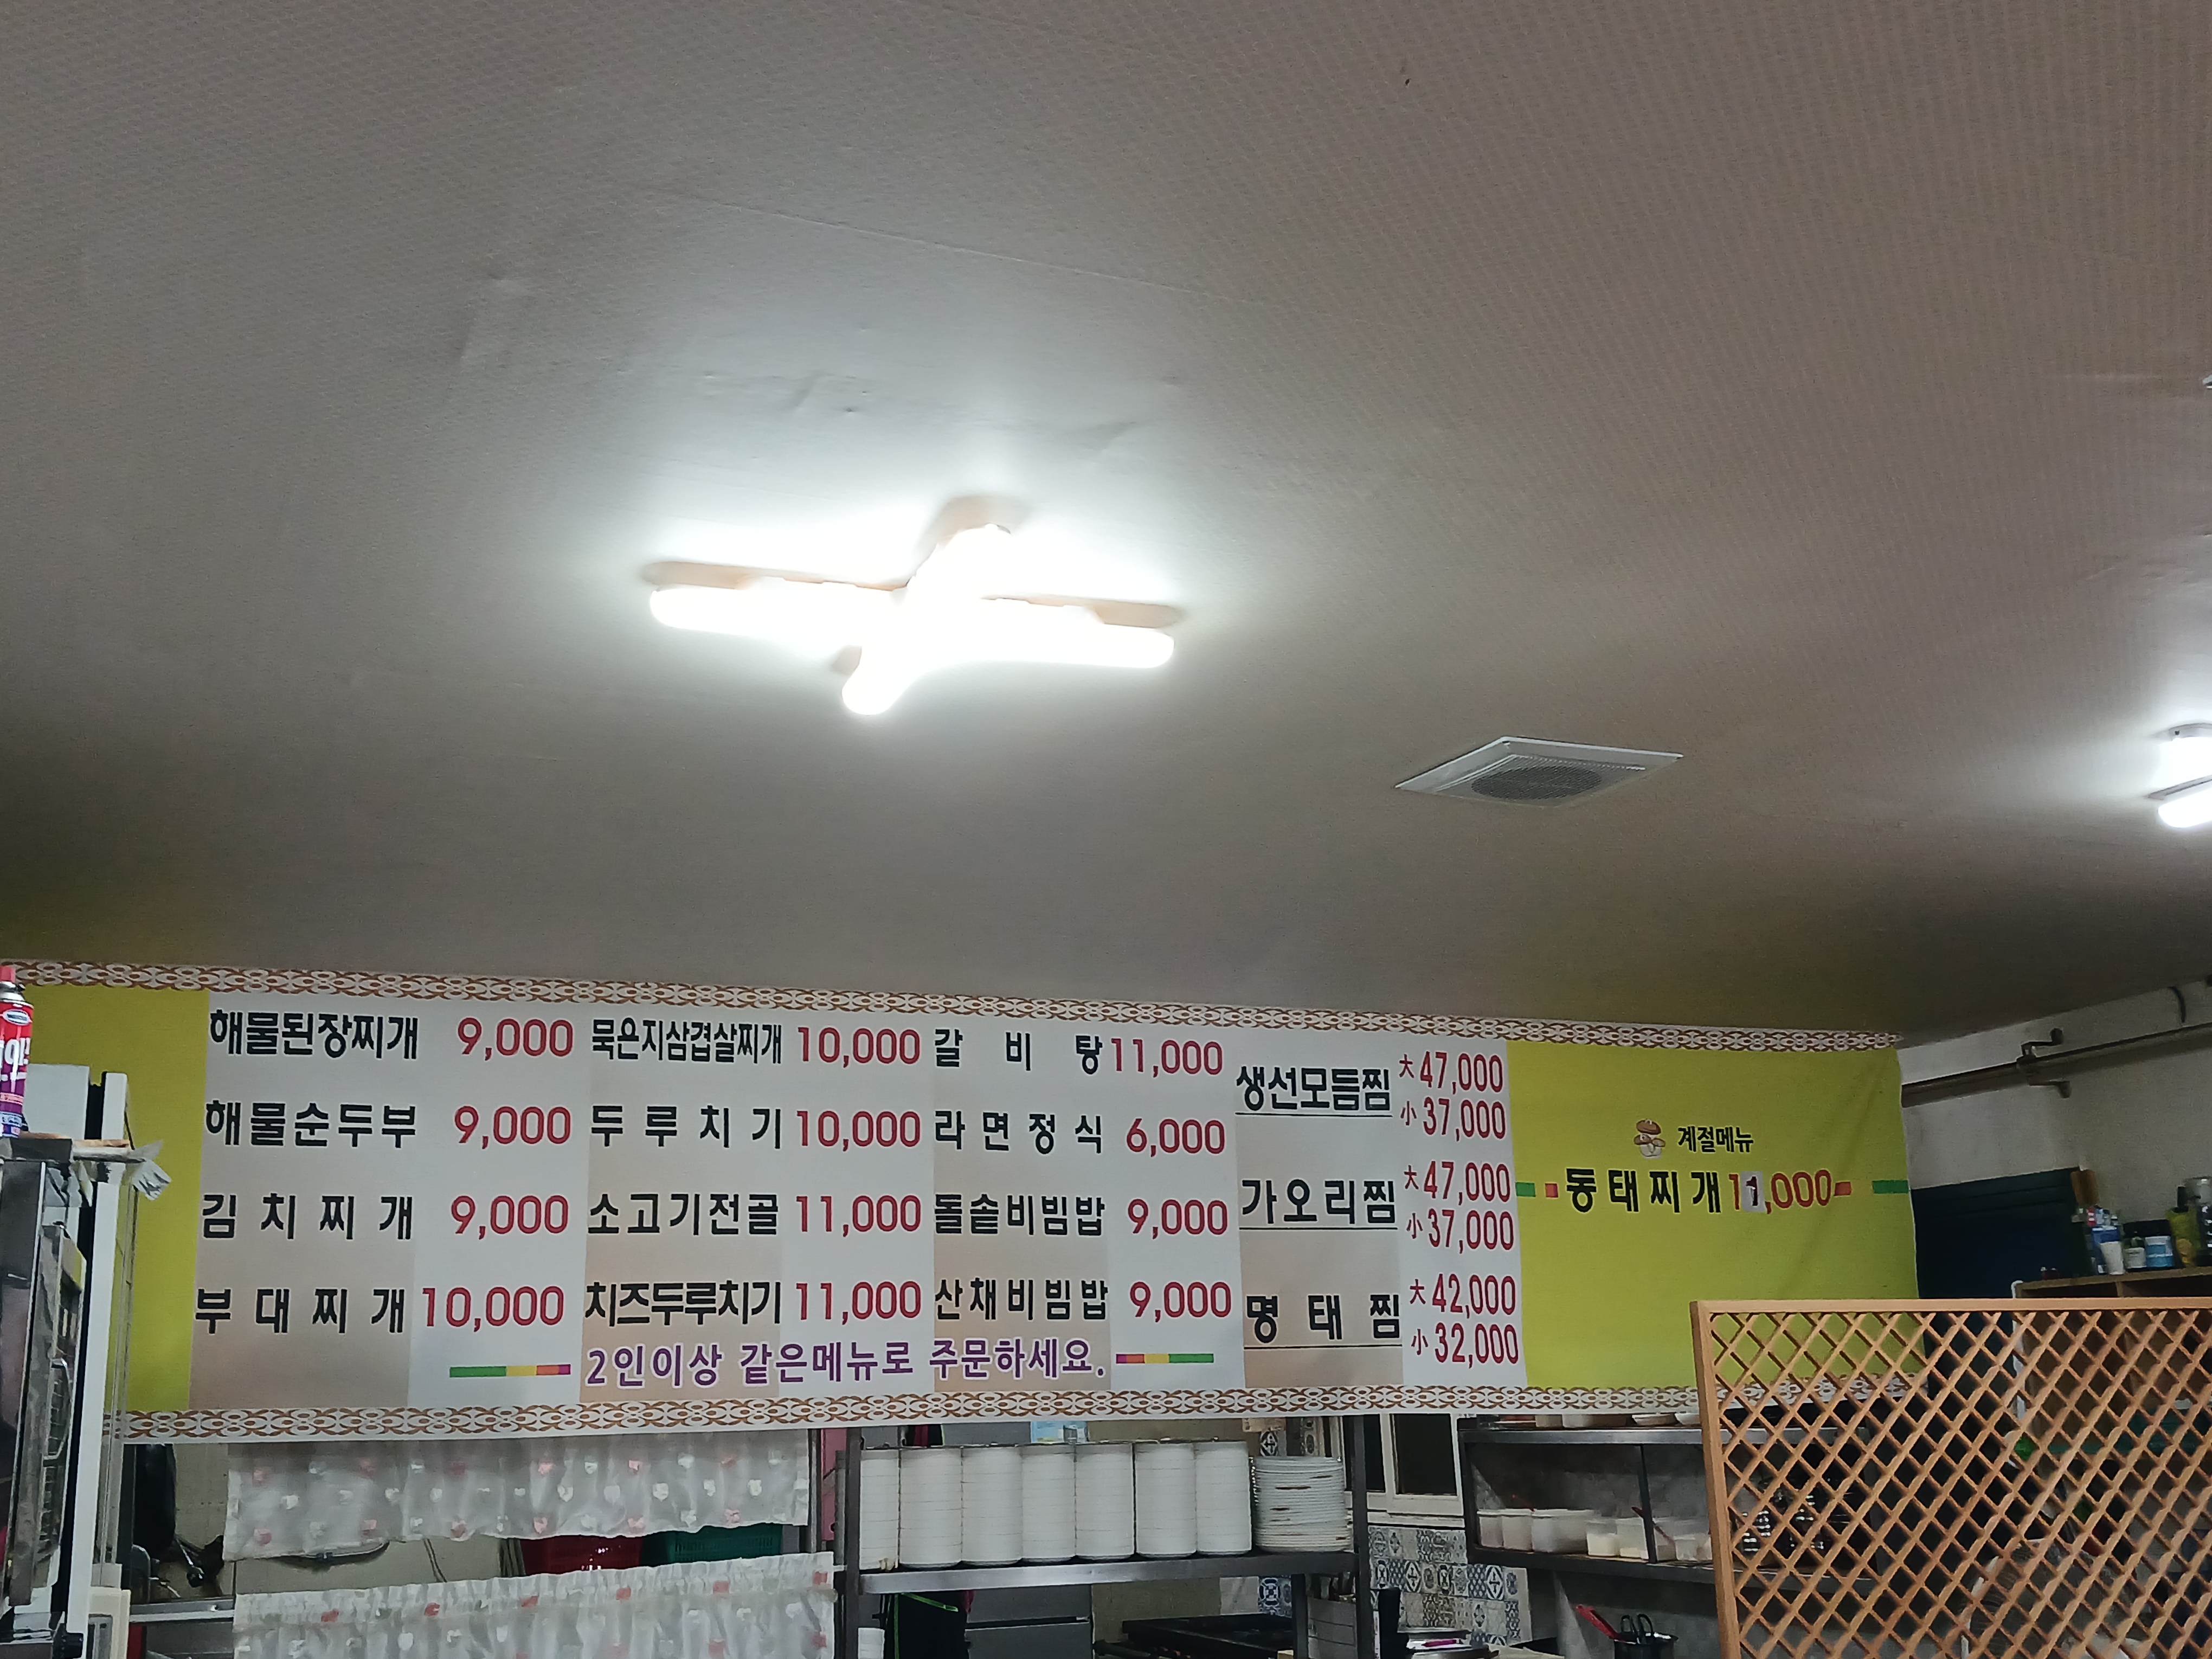 해물된장찌개 9,000
해물순두부 9,000
김치찌개 9,000
부대찌개 10,000
묵은지삼겹살찌개 10,000
두루치기 10,000
소고기전골 11,000
치즈두루치기 11,000
갈비탕 11,000
라면정식 6,000
돌솥비빔밥 9,000
산채비빔밥 9,000
2인이상 같은메뉴로 주문하세요.
생선모듬찜 大 47,000
小 37,000
가오리찜 大 47,000
小 37,000
명태찜 大 42,000
小 32,000
계절메뉴
동태찌개 11,000